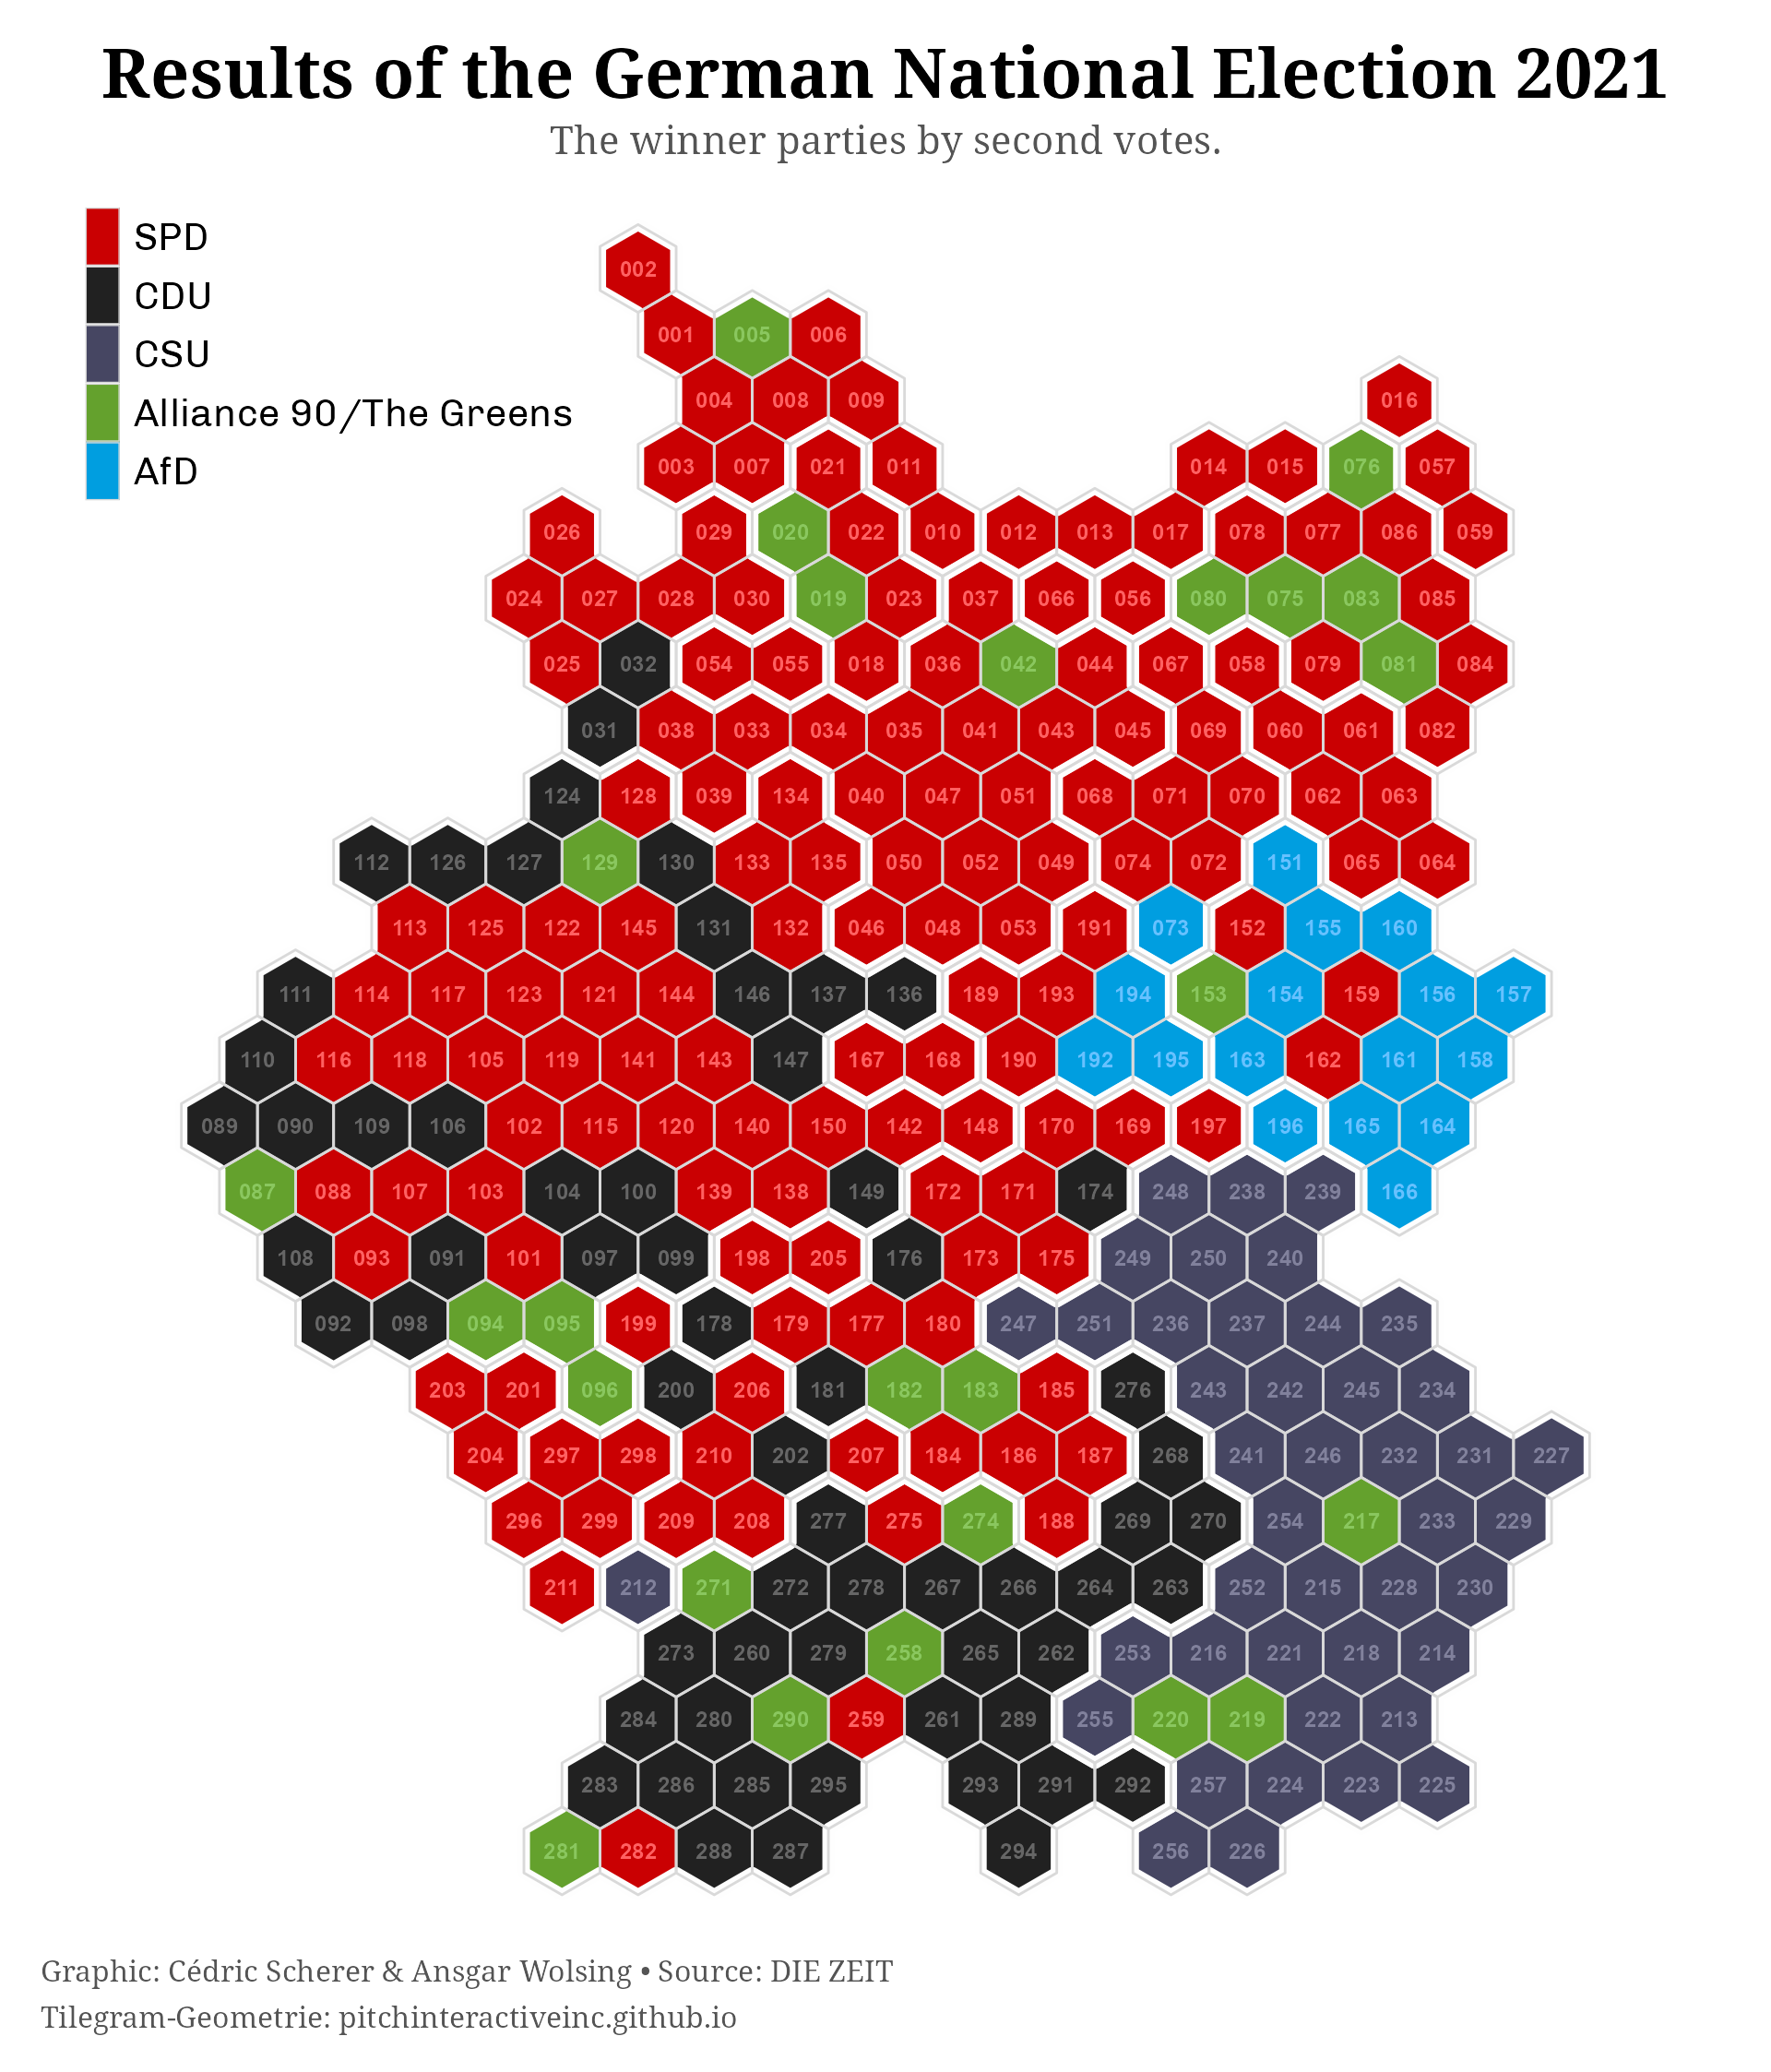 Results of the German National Election 2021
The winner parties by second votes.
SPD
CDU
CSU
Alliance 90/The Greens
AfD
002
001 005 006
004 008 009 016
003 007 021 011 014 015 076 057
026 029 020 022 010 012 013 017 078 077 086 059
024 027 028 030 019 023 037 066 056 080 075 083 085
025 032 054 055 018 036 042 044 067 058 079 081 084
031 038 033 034 035 041 043 045 069 060 061 082
124 128 039 134 040 047 051 068 071 070 062 063
112 126 127 129 130 133 135 050 052 049 074 072 151 065 064
113 125 122 145 131 132 046 048 053 191 073 152 155 160
111 114 117 123 121 144 146 137 136 189 193 194 153 154 159 156 157
110 116 118 105 119 141 143 147 167 168 190 192 195 163 162 161 158
089 090 109 106 102 115 120 140 150 142 148 170 169 197 196 165 164
087 088 107 103 104 100 139 138 149 172 171 174 248 238 239 166
108 093 091 101 097 099 198 205 176 173 175 249 250 240
092 098 094 095 199 178 179 177 180 247 251 236 237 244 235
203 201 096 200 206 181 182 183 185 276 243 242 245 234
204 297 298 210 202 207 184 186 187 268 241 246 232 231 227
296 299 209 208 277 275 274 188 269 270 254 217 233 229
211 212 271 272 278 267 266 264 263 252 215 228 230
273 260 279 258 265 262 253 216 221 218 214
284 280 290 259 261 289 255 220 219 222 213
283 286 285 295 293 291 292 257 224 223 225
281 282 288 287 294 256 226
Graphic: Cédric Scherer & Ansgar Wolsing • Source: DIE ZEIT
Tilegram-Geometrie: pitchinteractiveinc.github.io